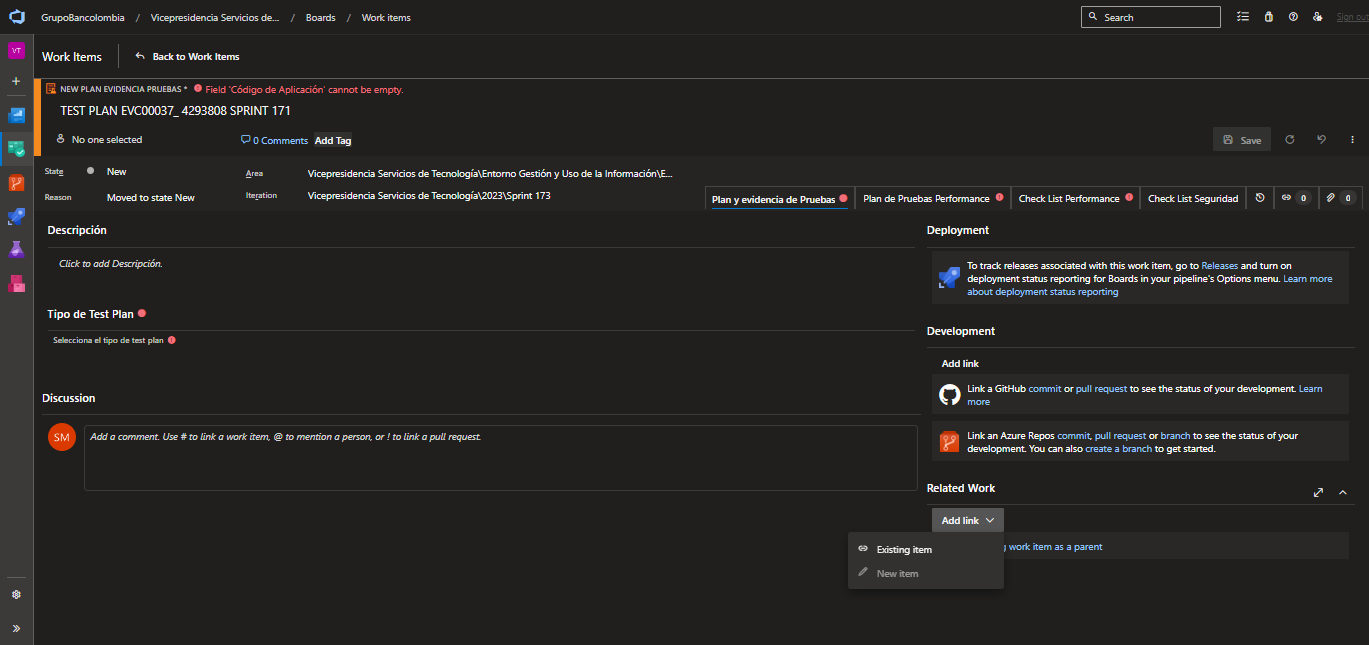 GrupoBancolombia / Vicepresidencia Servicios de... / Boards / Work items
Search
Sign out
VT
Work Items
Back to Work Items
NEW PLAN EVIDENCIA PRUEBAS *
Field 'Código de Aplicación' cannot be empty.
TEST PLAN EVC00037_ 4293808 SPRINT 171
No one selected
0 Comments
Add Tag
Save
State
New
Area
Vicepresidencia Servicios de Tecnología\Entorno Gestión y Uso de la Información\E...
Reason
Moved to state New
Iteration
Vicepresidencia Servicios de Tecnología\2023\Sprint 173
Plan y evidencia de Pruebas
Plan de Pruebas Performance
Check List Performance
Check List Seguridad
0
0
Descripción
Click to add Descripción.
Tipo de Test Plan
Selecciona el tipo de test plan
Discussion
SM
Add a comment. Use # to link a work item, @ to mention a person, or ! to link a pull request.
Deployment
To track releases associated with this work item, go to Releases and turn on
deployment status reporting for Boards in your pipeline's Options menu. Learn more
about deployment status reporting
Development
Add link
Link a GitHub commit or pull request to see the status of your development. Learn
more
Link an Azure Repos commit, pull request or branch to see the status of your
development. You can also create a branch to get started.
Related Work
Add link
Existing item
New item
work item as a parent